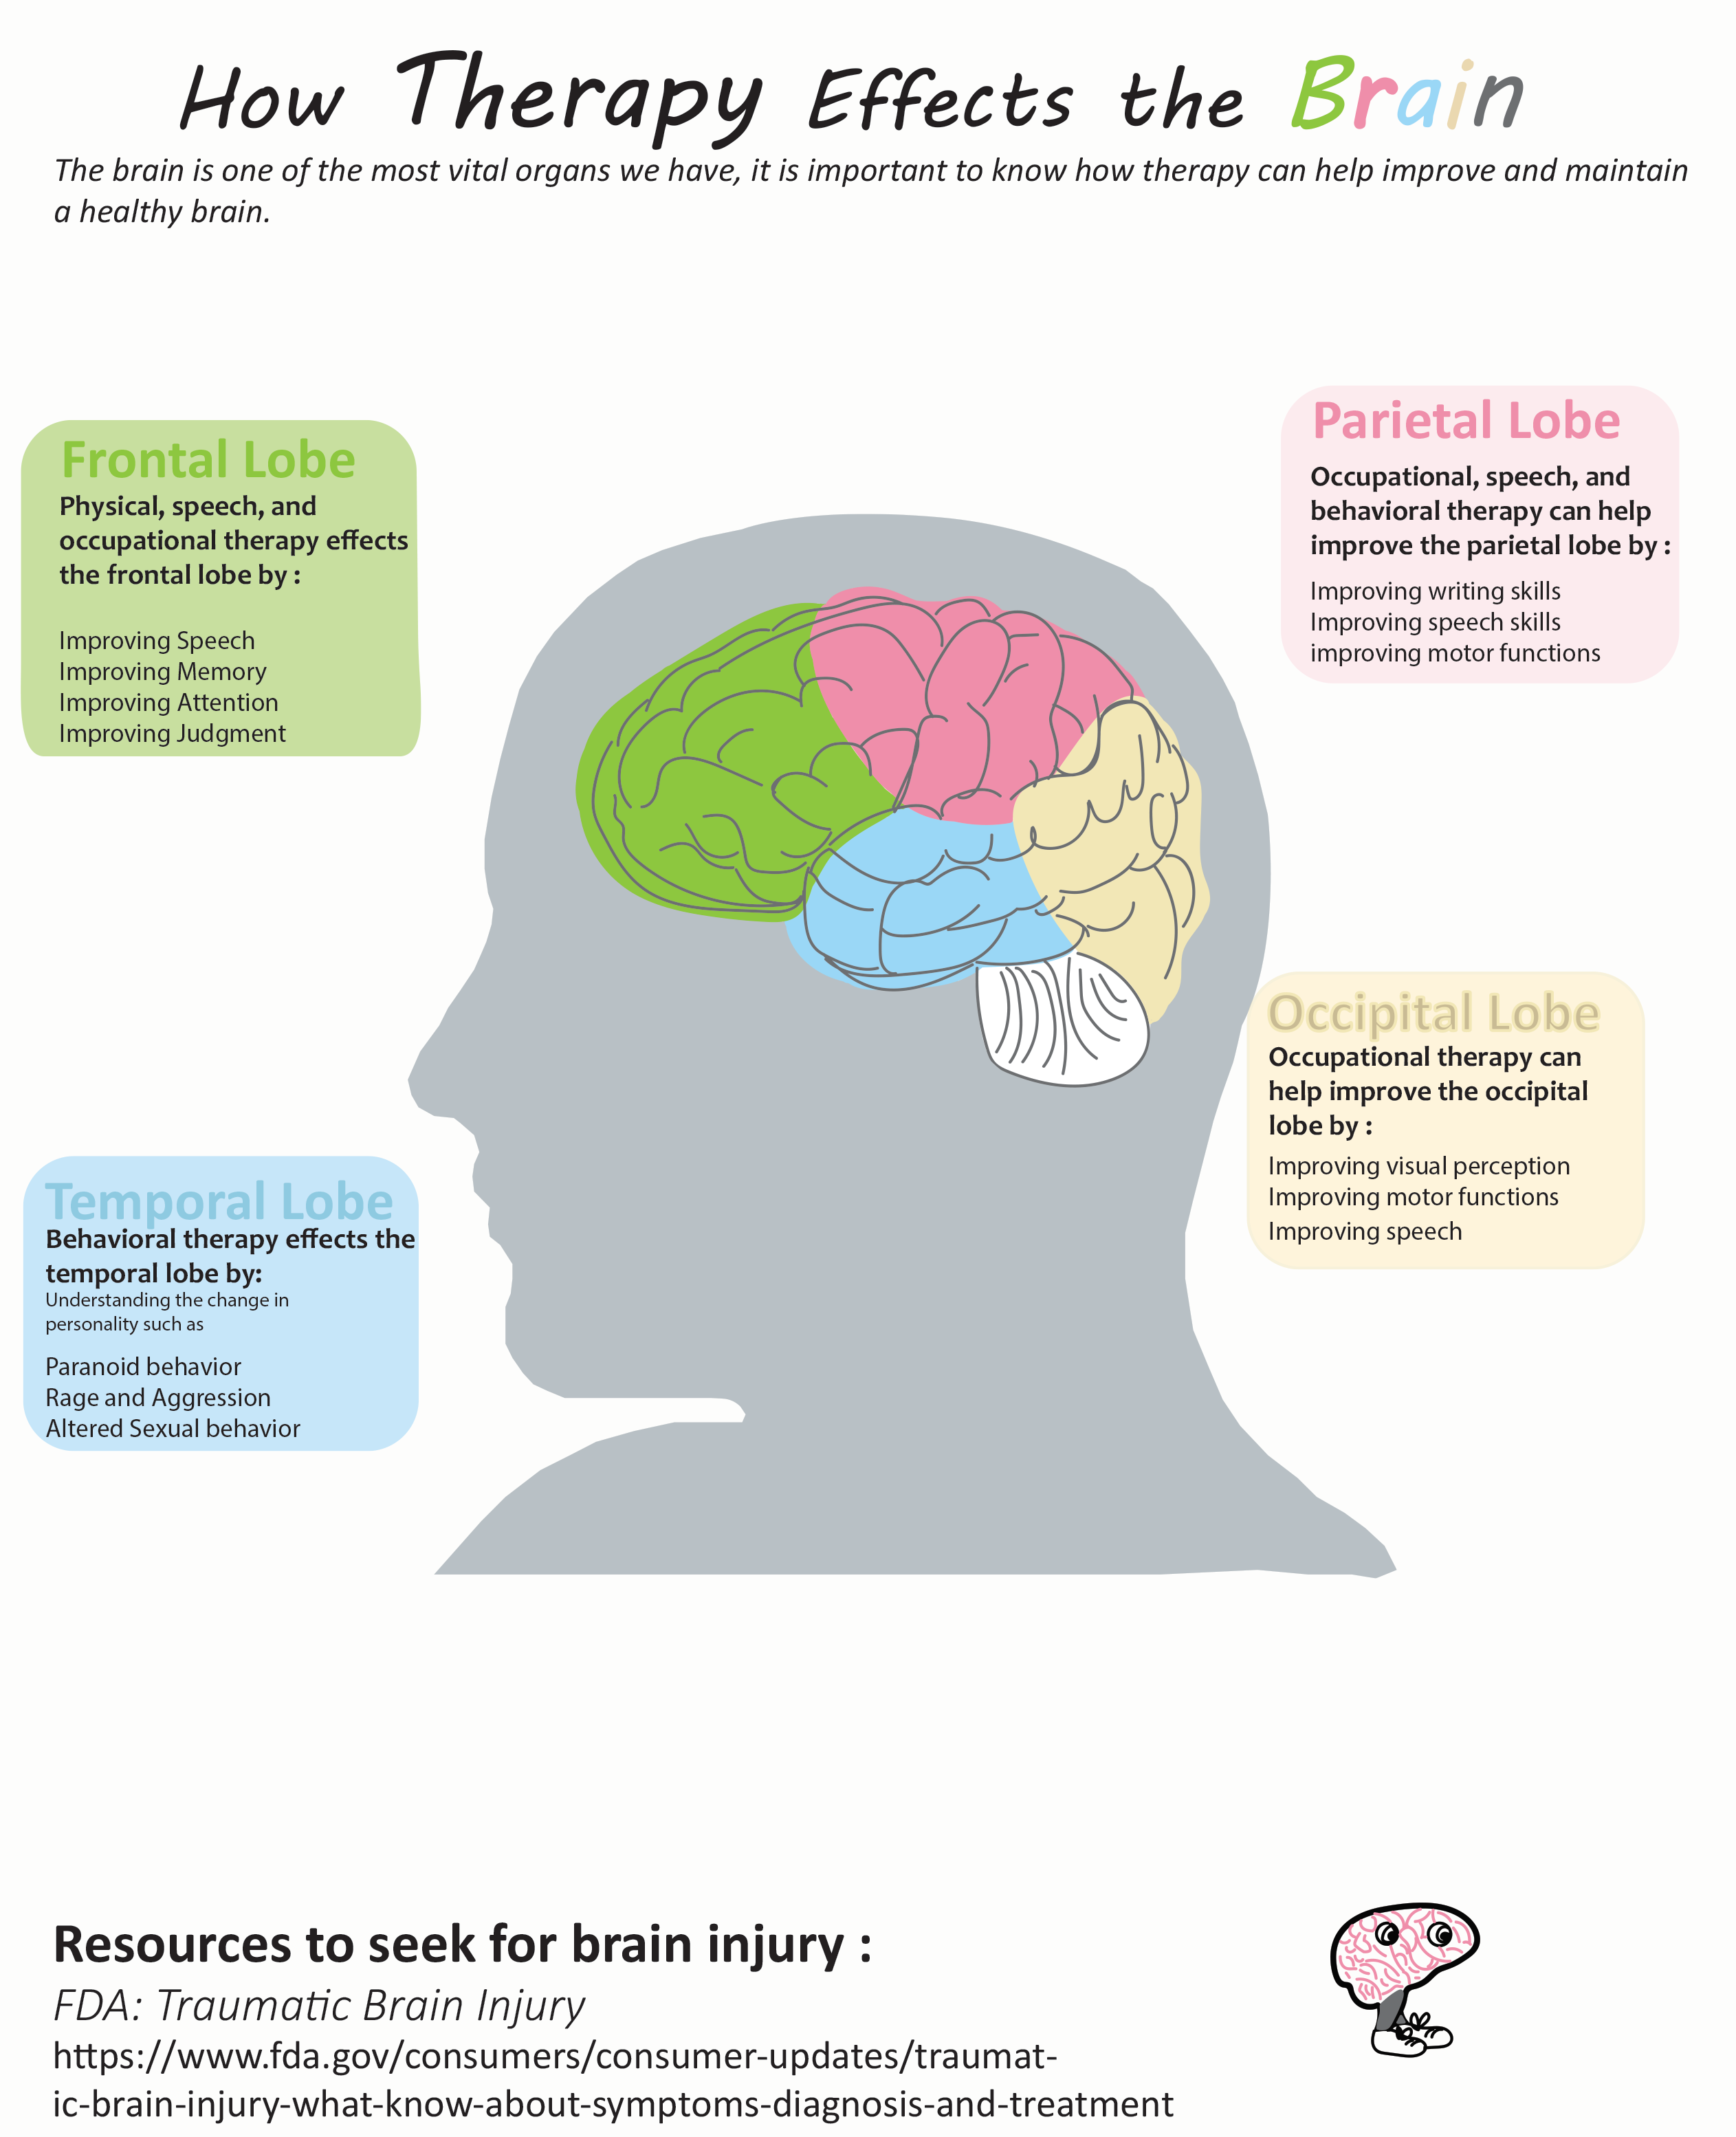 How Therapy Effects the Brain
The brain is one of the most vital organs we have, it is important to know how therapy can help improve and maintain
a healthy brain.
Frontal Lobe
Physical, speech, and
occupational therapy effects
the frontal lobe by :
Improving Speech
Improving Memory
Improving Attention
Improving Judgment
Parietal Lobe
Occupational, speech, and
behavioral therapy can help
improve the parietal lobe by :
Improving writing skills
Improving speech skills
improving motor functions
Temporal Lobe
Behavioral therapy effects the
temporal lobe by:
Understanding the change in
personality such as
Paranoid behavior
Rage and Aggression
Altered Sexual behavior
Occipital Lobe
Occupational therapy can
help improve the occipital
lobe by :
Improving visual perception
Improving motor functions
Improving speech
Resources to seek for brain injury :
FDA: Traumatic Brain Injury
https://www.fda.gov/consumers/consumer-updates/traumat-
ic-brain-injury-what-know-about-symptoms-diagnosis-and-treatment